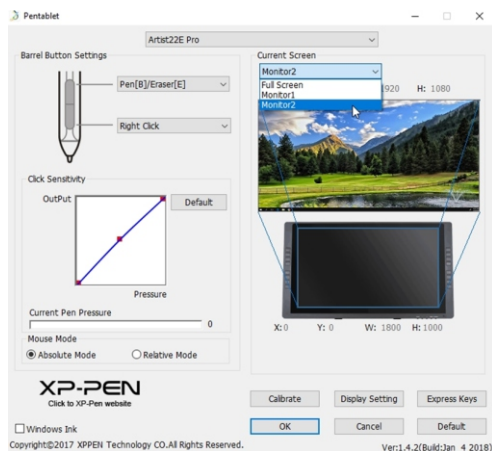 Pentablet
Artist22E Pro
Barrel Button Settings
Pen[B]/Eraser[E]
Right Click
Click Sensitivity
OutPut
Default
Pressure
Current Pen Pressure
0
Mouse Mode
Absolute Mode
Relative Mode
XP-PEN
Click to XP-Pen website
Windows Ink
Copyright©2017 XPPEN Technology CO.All Rights Reserved.
Current Screen
Monitor2
Full Screen
Monitor1
Monitor2
1920 H: 1080
X:0 Y: 0 W: 1800 H:1000
Calibrate
Display Setting
Express Keys
OK
Cancel
Default
Ver:1.4.2(Build:Jan 4 2018)